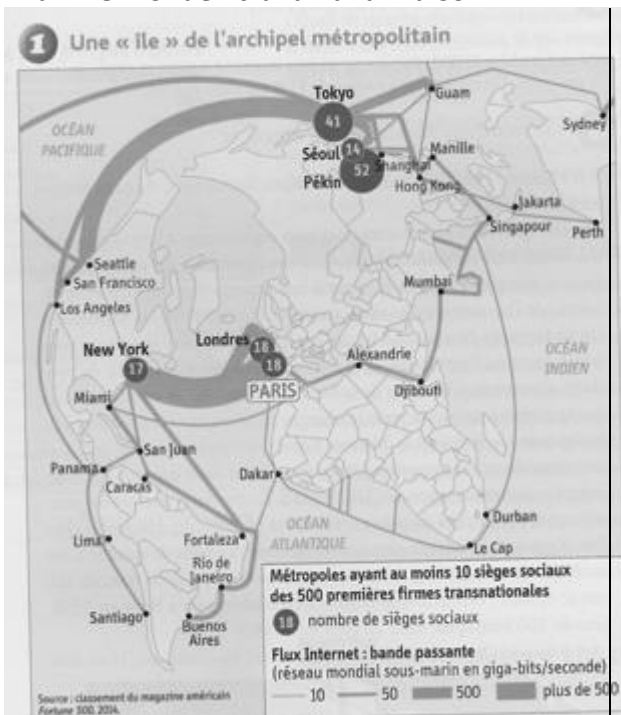 1 Une « île » de l'archipel métropolitain
OCÉAN
PACIFIQUE
Tokyo
41
Guam
Sydney
Séoul
14
Shanghai
Manille
Pékin
52
Hong Kong
Jakarta
Singapour
Perth
Seattle
San Francisco
Los Angeles
Mumbai
New York
17
Londres
18
18
PARIS
Alexandrie
OCÉAN
INDIEN
Djibouti
Miami
San Juan
Panama
Caracas
Dakar
Lima
Fortaleza
OCÉAN
ATLANTIQUE
Durban
Le Cap
Rio de
Janeiro
Santiago
Buenos
Aires
Métropoles ayant au moins 10 sièges sociaux
des 500 premières firmes transnationales
18 nombre de sièges sociaux
Flux Internet : bande passante
(réseau mondial sous-marin en giga-bits/seconde)
10 50 500 plus de 500
Source : classement du magazine américain
Fortune 500, 2014.